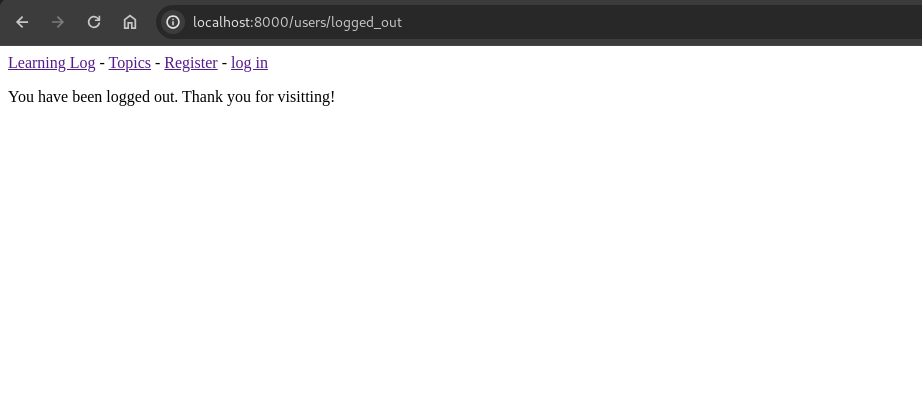 localhost:8000/users/logged_out
Learning Log - Topics - Register - log in
You have been logged out. Thank you for visitting!